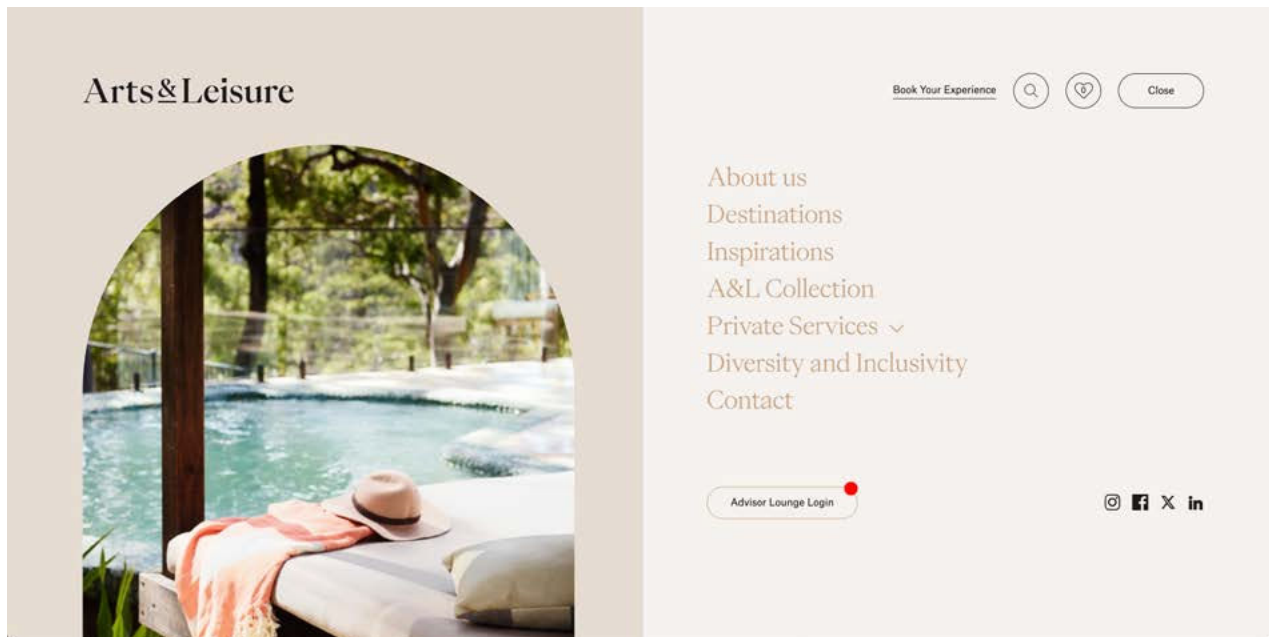 Arts&Leisure
Book Your Experience
0
Close
About us
Destinations
Inspirations
A&L Collection
Private Services
Diversity and Inclusivity
Contact
Advisor Lounge Login